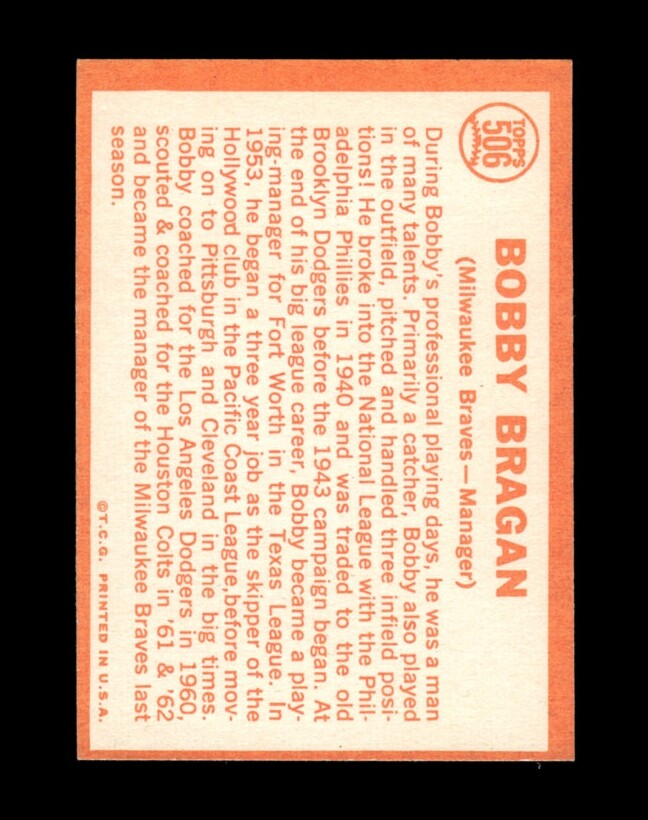 TOPPS
506
BOBBY BRAGAN
(Milwaukee Braves—Manager)
During Bobby's professional playing days, he was a man
of many talents. Primarily a catcher, Bobby also played
in the outfield, pitched and handled three infield posi-
tions! He broke into the National League with the Phil-
adelphia Phillies in 1940 and was traded to the old
Brooklyn Dodgers before the 1943 campaign began. At
the end of his big league career, Bobby became a play-
ing-manager for Fort Worth in the Texas League. In
1953, he began a three year job as the skipper of the
Hollywood club in the Pacific Coast League, before mov-
ing on to Pittsburgh and Cleveland in the big times.
Bobby coached for the Los Angeles Dodgers in 1960,
scouted & coached for the Houston Colts in '61 & '62
and became the manager of the Milwaukee Braves last
season.
©T.C.G. PRINTED IN U.S.A.